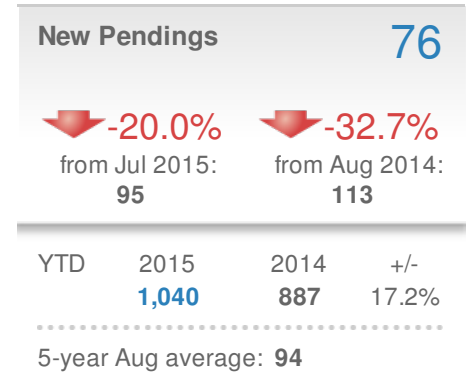 New Pendings 76
-20.0% -32.7%
from Jul 2015: from Aug 2014:
95 113
YTD 2015 2014 +/-
1,040 887 17.2%
5-year Aug average: 94